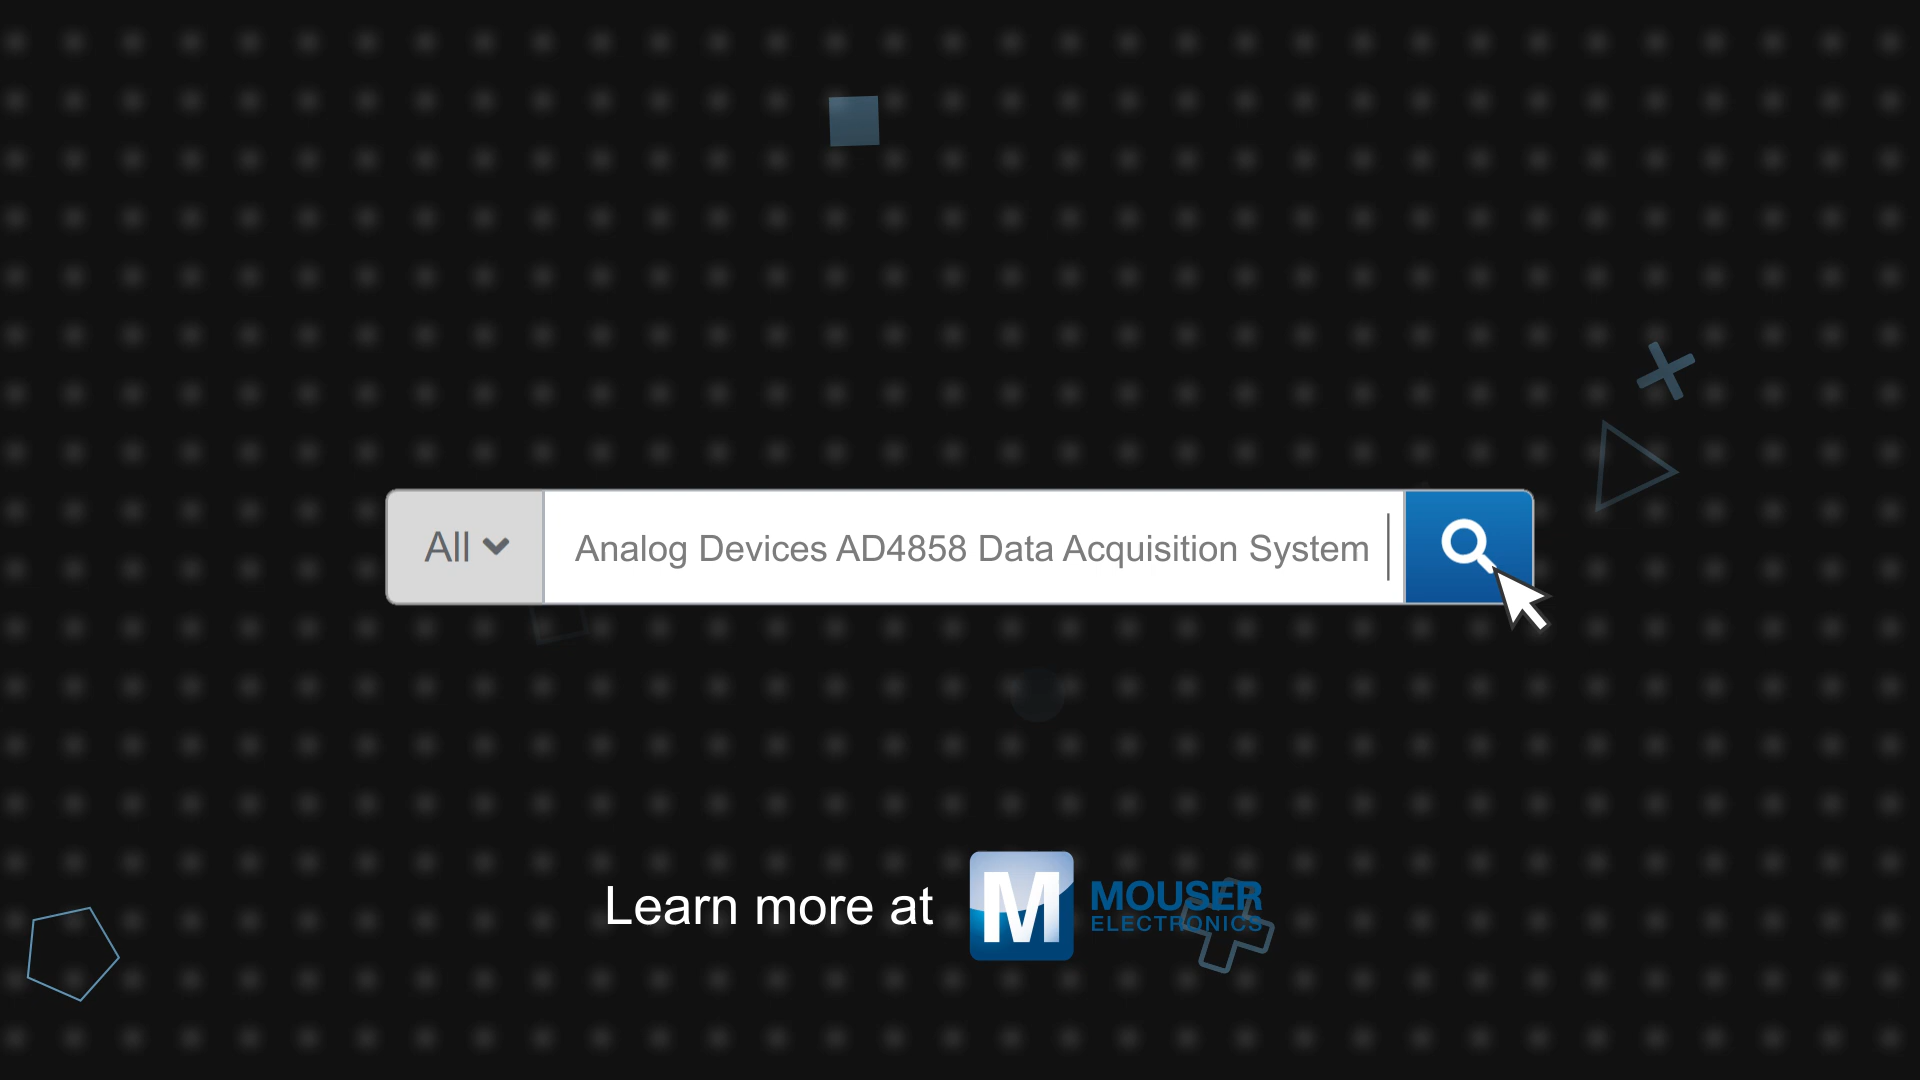 All
Analog Devices AD4858 Data Acquisition System
Learn more at
M
MOUSER
ELECTRONICS